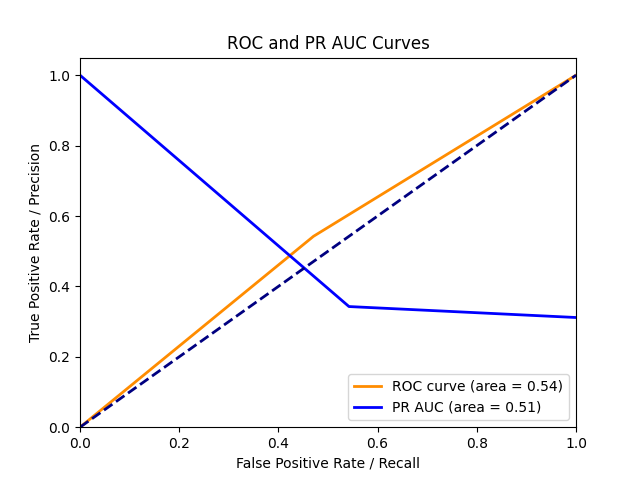 ROC and PR AUC Curves
True Positive Rate / Precision
1.0
0.8
0.6
0.4
0.2
0.0
ROC curve (area = 0.54)
PR AUC (area = 0.51)
0.0 0.2 0.4 0.6 0.8 1.0
False Positive Rate / Recall